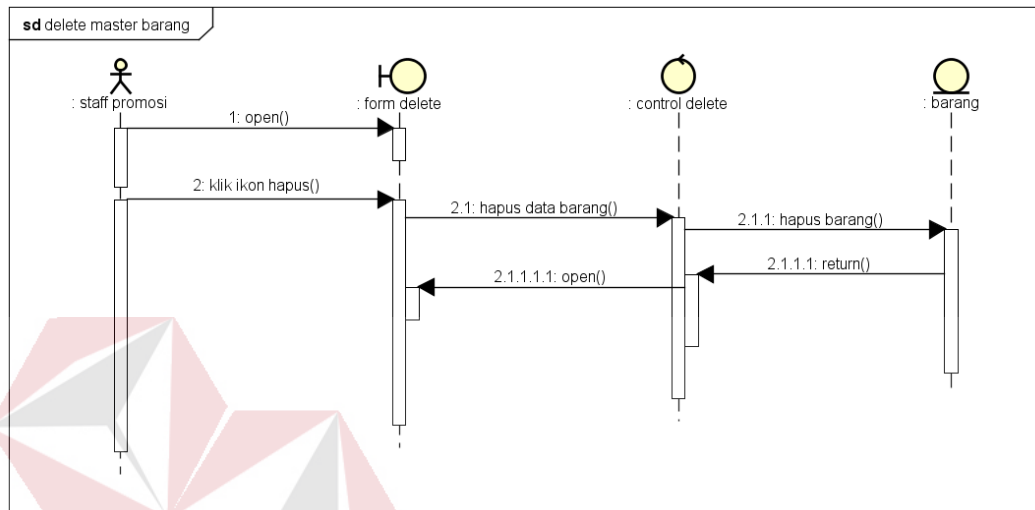 sd delete master barang
: staff promosi
: form delete
: control delete
: barang
1: open()
2: klik ikon hapus()
2.1: hapus data barang()
2.1.1: hapus barang()
2.1.1.1: return()
2.1.1.1.1: open()